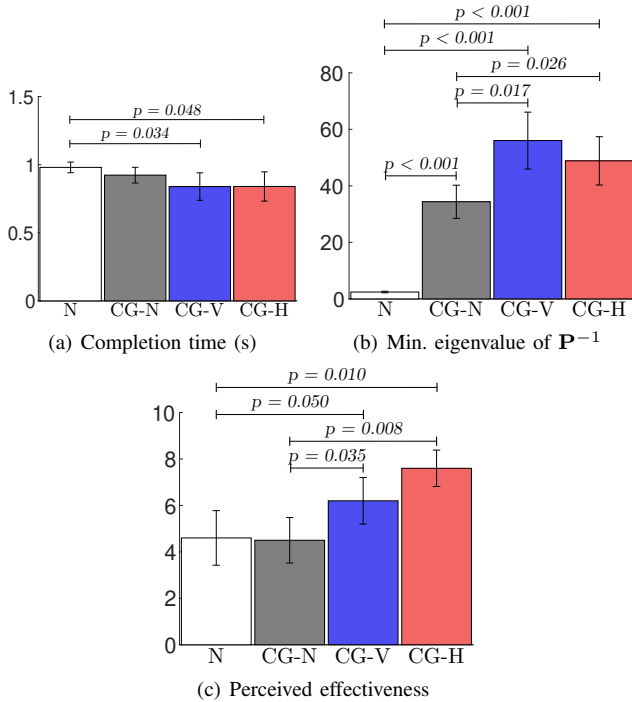 p = 0.048
p = 0.034
1.5
1
0.5
0
N CG-N CG-V CG-H
(a) Completion time (s)
p < 0.001
p < 0.001
p = 0.026
p = 0.017
p < 0.001
80
60
40
20
0
N CG-N CG-V CG-H
(b) Min. eigenvalue of P⁻¹
p = 0.010
p = 0.050
p = 0.008
p = 0.035
10
8
6
4
2
0
N CG-N CG-V CG-H
(c) Perceived effectiveness